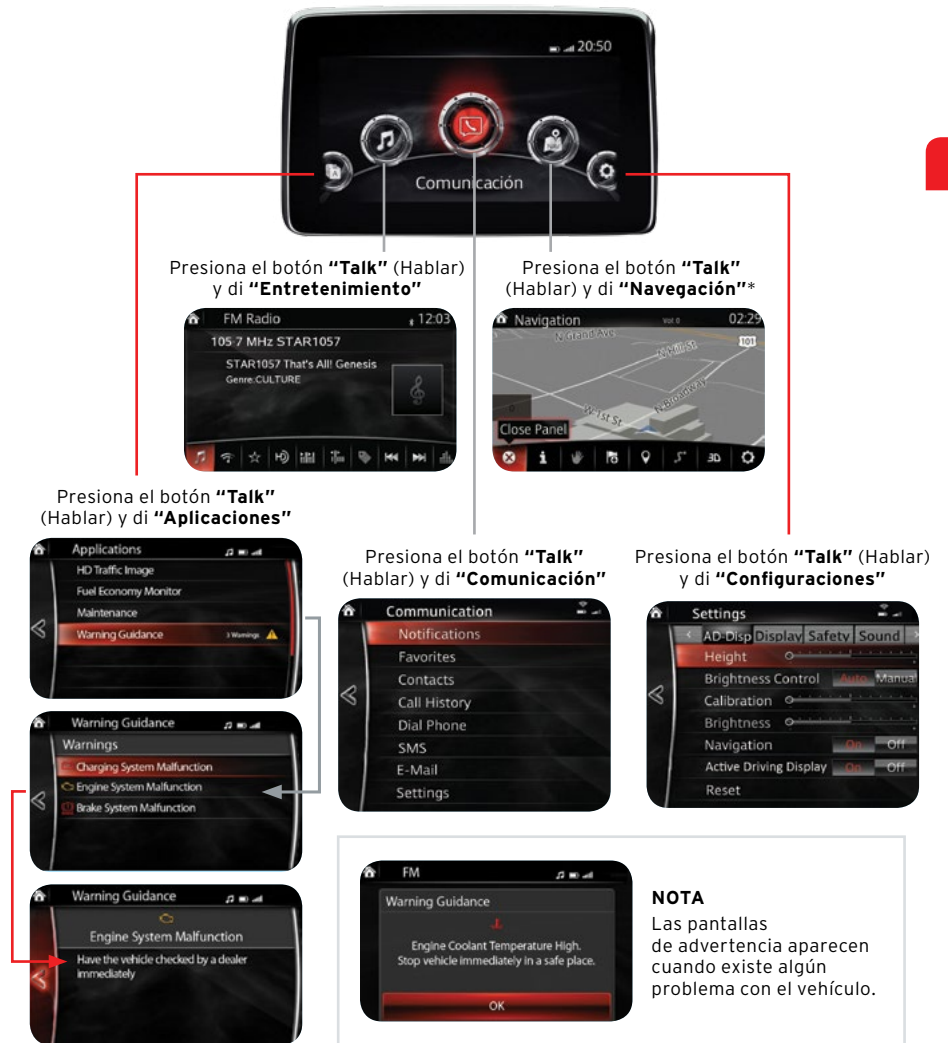 20:50
Comunicación
Presiona el botón “Talk” (Hablar)
y di “Entretenimiento”
Presiona el botón “Talk”
(Hablar) y di “Navegación”*
FM Radio 12:03
105.7 MHz STAR1057
STAR1057 That's All! Genesis
Genre:CULTURE
HD
Navigation Vol: 0 02:29
N Grand Ave
N Hill St
101
N Broadway
W 1st St
Close Panel
3D
Presiona el botón “Talk”
(Hablar) y di “Aplicaciones”
Applications
HD Traffic Image
Fuel Economy Monitor
Maintenance
Warning Guidance 3 Warnings
Warning Guidance
Warnings
Charging System Malfunction
Engine System Malfunction
Brake System Malfunction
Warning Guidance
Engine System Malfunction
Have the vehicle checked by a dealer
immediately
Presiona el botón “Talk”
(Hablar) y di “Comunicación”
Communication
Notifications
Favorites
Contacts
Call History
Dial Phone
SMS
E-Mail
Settings
Presiona el botón “Talk” (Hablar)
y di “Configuraciones”
Settings
AD-Disp Display Safety Sound
Height
Brightness Control Auto Manual
Calibration
Brightness
Navigation On Off
Active Driving Display On Off
Reset
FM
Warning Guidance
Engine Coolant Temperature High.
Stop vehicle immediately in a safe place.
OK
NOTA
Las pantallas
de advertencia aparecen
cuando existe algún
problema con el vehículo.